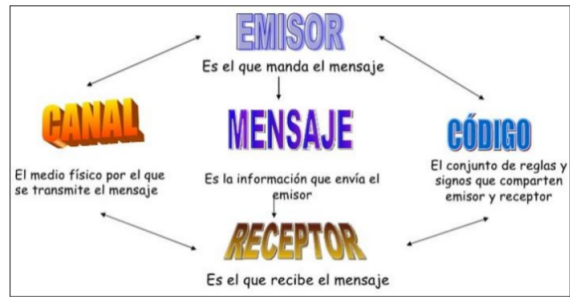 EMISOR
Es el que manda el mensaje
CANAL
El medio físico por el que
se transmite el mensaje
MENSAJE
Es la información que envía el
emisor
CÓDIGO
El conjunto de reglas y
signos que comparten
emisor y receptor
RECEPTOR
Es el que recibe el mensaje